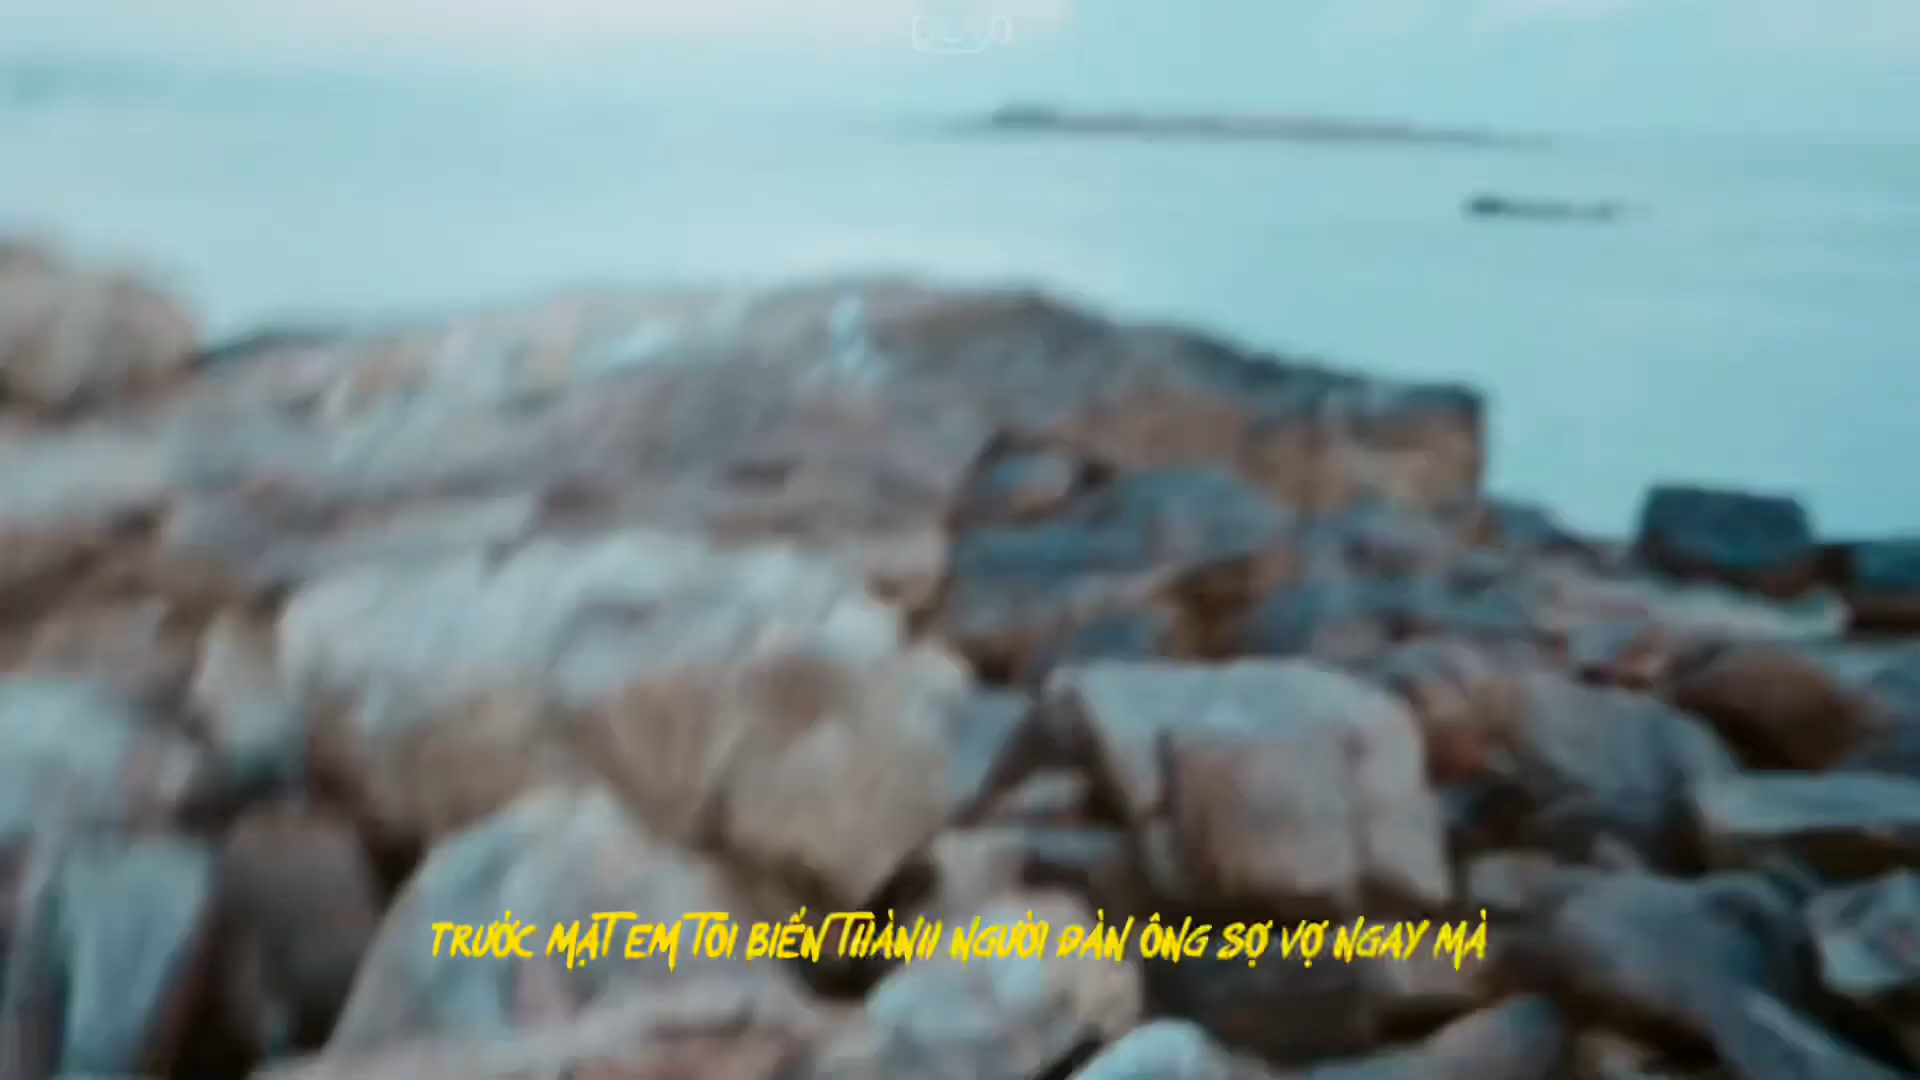 TRƯỚC MẶT EM TÔI BIẾN THÀNH NGƯỜI ĐÀN ÔNG SỢ VỢ NGAY MÀ